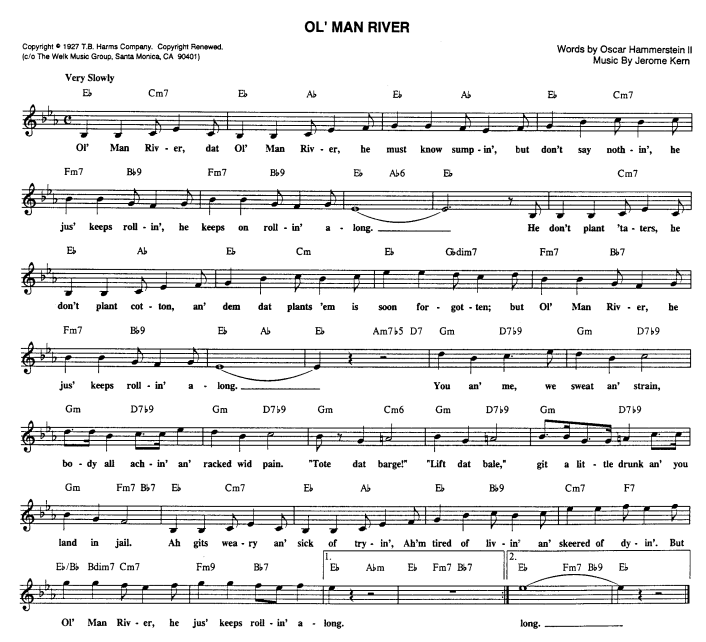 OL' MAN RIVER
Copyright © 1927 T.B. Harms Company. Copyright Renewed.
(c/o The Welk Music Group, Santa Monica, CA 90401)
Words by Oscar Hammerstein II
Music By Jerome Kern
Very Slowly
E♭ Cm7 E♭ A♭ E♭ A♭ E♭ Cm7
Ol' Man Riv - er, dat Ol' Man Riv - er, he must know sump - in', but don't say noth - in', he
Fm7 B♭9 Fm7 B♭9 E♭ A♭6 E♭ Cm7
jus' keeps roll - in', he keeps on roll - in' a - long. He don't plant 'ta - ters, he
E♭ A♭ E♭ Cm E♭ G♭dim7 Fm7 B♭7
don't plant cot - ton, an' dem dat plants 'em is soon for - got - ten; but Ol' Man Riv - er, he
Fm7 B♭9 E♭ A♭ E♭ Am7♭5 D7 Gm D7♭9 Gm D7♭9
jus' keeps roll - in' a - long. You an' me, we sweat an' strain,
Gm D7♭9 Gm D7♭9 Gm Cm6 Gm D7♭9 Gm D7♭9
bo - dy all ach - in' an' racked wid pain. "Tote dat barge!" "Lift dat bale," git a lit - tle drunk an' you
Gm Fm7 B♭7 E♭ Cm7 E♭ A♭ E♭ B♭9 Cm7 F7
land in jail. Ah gits wea - ry an' sick of try - in', Ah'm tired of liv - in' an' skeered of dy - in'. But
1. 2.
E♭/B♭ Bdim7 Cm7 Fm9 B♭7 E♭ A♭m E♭ Fm7 B♭7 E♭ Fm7 B♭9 E♭
Ol' Man Riv - er, he jus' keeps roll - in' a - long. long.